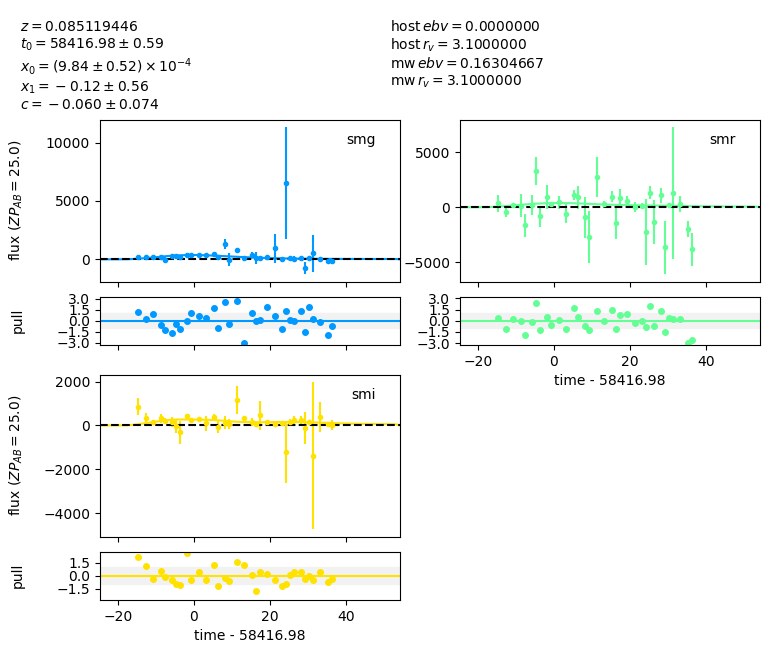 z = 0.085119446
t₀ = 58416.98 ± 0.59
x₀ = (9.84 ± 0.52) × 10⁻⁴
x₁ = −0.12 ± 0.56
c = −0.060 ± 0.074
host ebv = 0.0000000
host r_v = 3.1000000
mw ebv = 0.16304667
mw r_v = 3.1000000
smg
10000
5000
0
flux (ZP_AB = 25.0)
3.0
1.5
0.0
−1.5
−3.0
pull
smr
5000
0
−5000
3.0
1.5
0.0
−1.5
−3.0
−20
0
20
40
time - 58416.98
smi
2000
0
−2000
−4000
flux (ZP_AB = 25.0)
1.5
0.0
−1.5
pull
−20
0
20
40
time - 58416.98